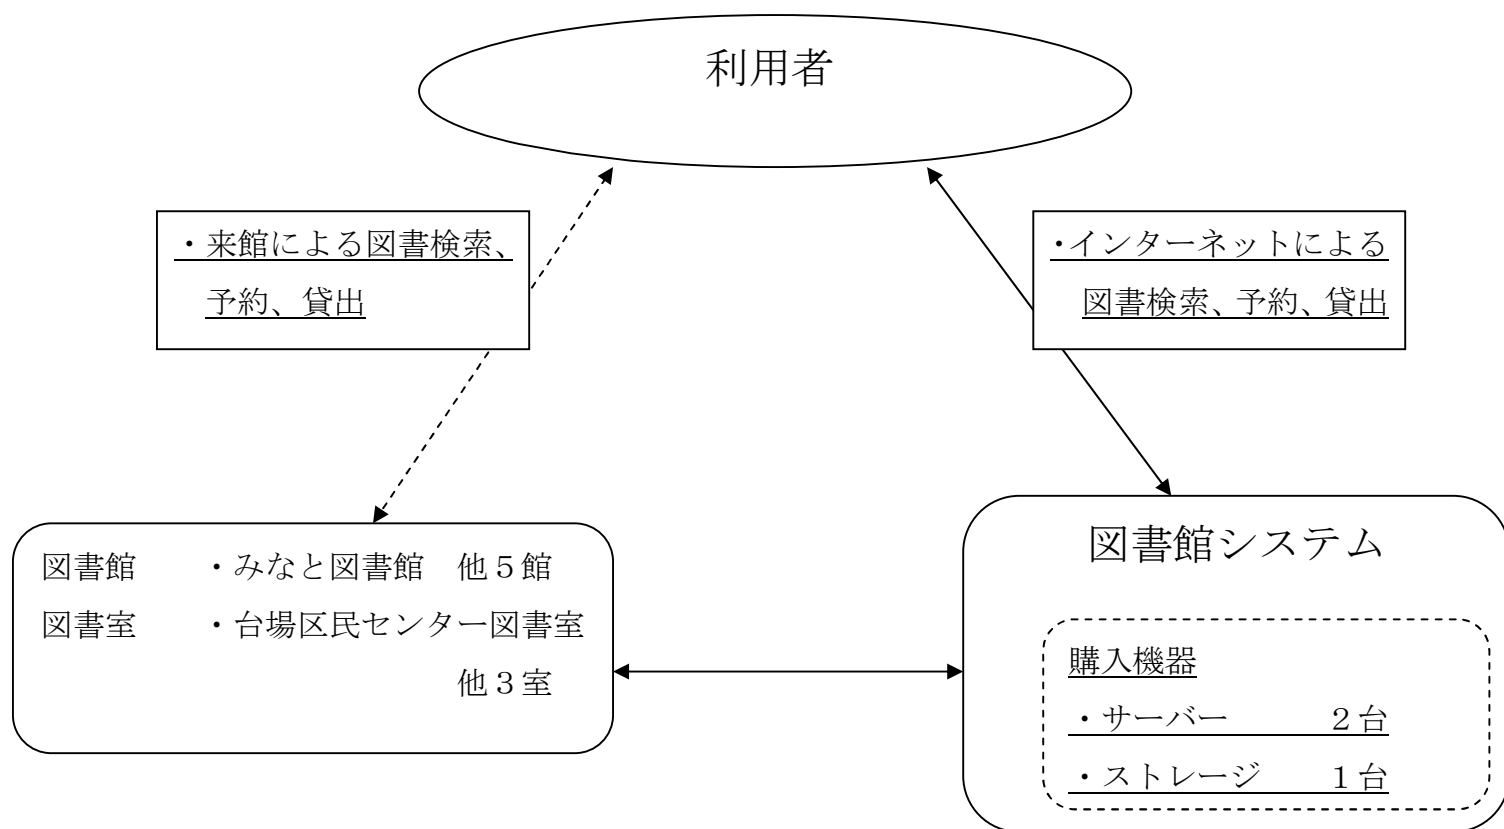 利用者
・来館による図書検索、
予約、貸出
・インターネットによる
図書検索、予約、貸出
図書館　　・みなと図書館　他５館
図書室　　・台場区民センター図書室
他３室
図書館システム
購入機器
・サーバー　　　２台
・ストレージ　　１台